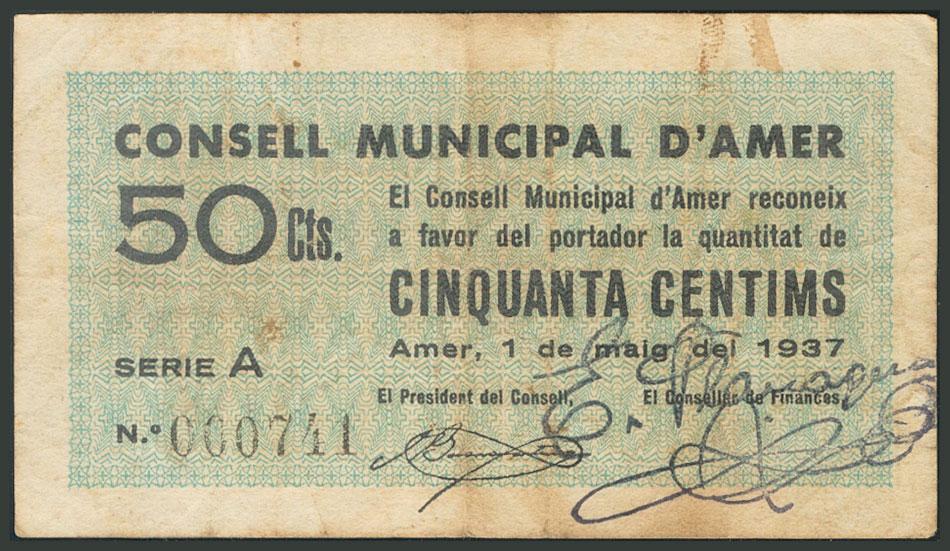 CONSELL MUNICIPAL D'AMER
50 Cts.
El Consell Municipal d'Amer reconeix
a favor del portador la quantitat de
CINQUANTA CENTIMS
Amer, 1 de maig del 1937
SERIE A
El President del Consell, El Conseller de Finances,
N.º 000741